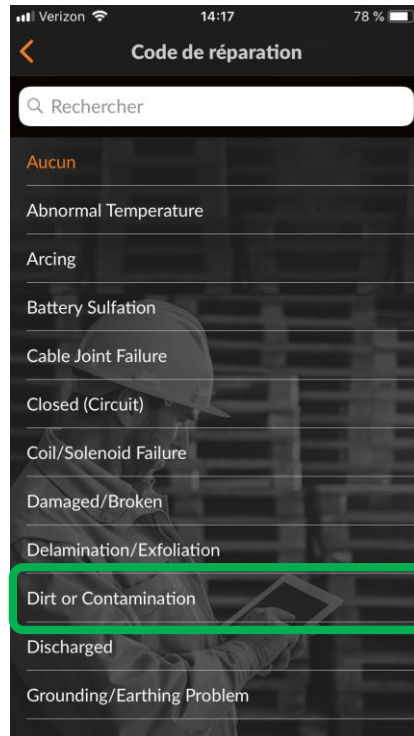 Verizon 14:17 78 %
Code de réparation
Rechercher
Aucun
Abnormal Temperature
Arcing
Battery Sulfation
Cable Joint Failure
Closed (Circuit)
Coil/Solenoid Failure
Damaged/Broken
Delamination/Exfoliation
Dirt or Contamination
Discharged
Grounding/Earthing Problem